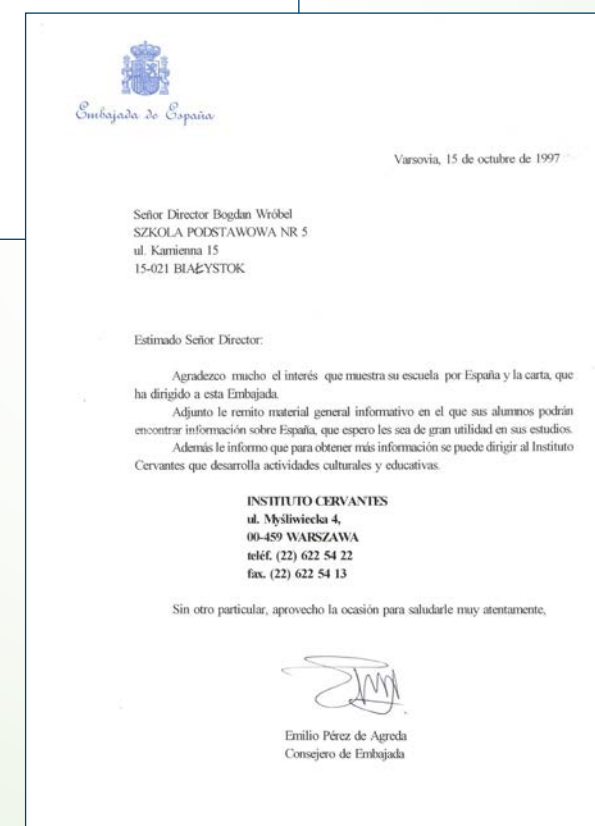 Embajada de España
Varsovia, 15 de octubre de 1997
Señor Director Bogdan Wróbel
SZKOLA PODSTAWOWA NR 5
ul. Kamienna 15
15-021 BIAŁYSTOK
Estimado Señor Director:
Agradezco mucho el interés que muestra su escuela por España y la carta, que
ha dirigido a esta Embajada.
Adjunto le remito material general informativo en el que sus alumnos podrán
encontrar información sobre España, que espero les sea de gran utilidad en sus estudios.
Además le informo que para obtener más información se puede dirigir al Instituto
Cervantes que desarrolla actividades culturales y educativas.
INSTITUTO CERVANTES
ul. Myśliwiecka 4,
00-459 WARSZAWA
teléf. (22) 622 54 22
fax. (22) 622 54 13
Sin otro particular, aprovecho la ocasión para saludarle muy atentamente,
Emilio Pérez de Agreda
Consejero de Embajada